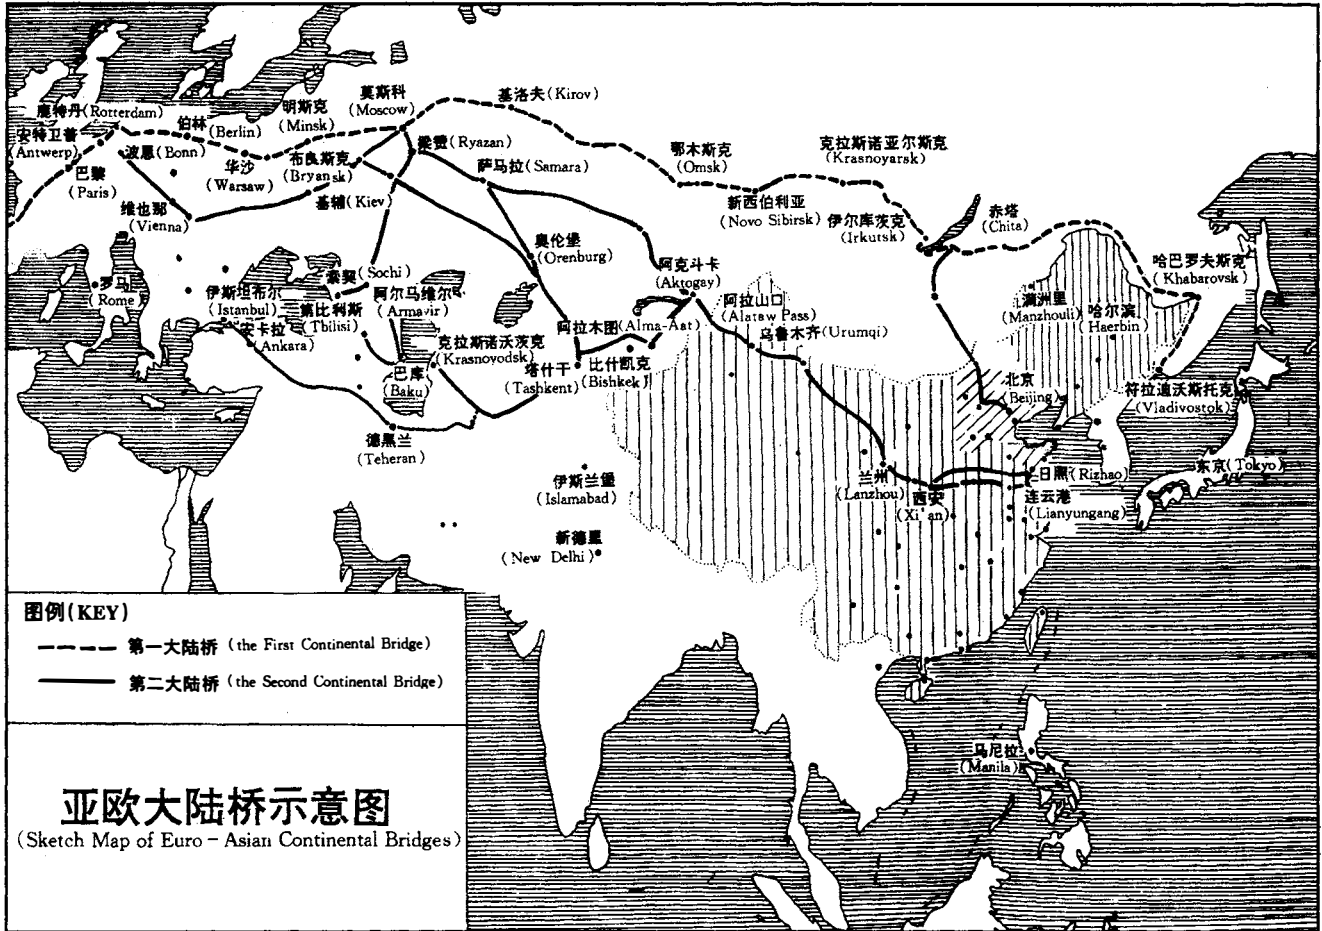 莫斯科
(Moscow)
基洛夫(Kirov)
鹿特丹(Rotterdam)
伯林
(Berlin)
明斯克
(Minsk)
安特卫普
(Antwerp)
波恩(Bonn)
华沙
(Warsaw)
布良斯克
(Bryansk)
梁赞(Ryazan)
萨马拉(Samara)
鄂木斯克
(Omsk)
克拉斯诺亚尔斯克
(Krasnoyarsk)
巴黎
(Paris)
维也那
(Vienna)
基辅(Kiev)
新西伯利亚
(Novo Sibirsk)
伊尔库茨克
(Irkutsk)
赤塔
(Chita)
奥伦堡
(Orenburg)
阿克斗卡
(Aktogay)
哈巴罗夫斯克
(Khabarovsk)
罗马
(Rome)
索契(Sochi)
伊斯坦布尔
(Istanbul)
第比利斯
(Tbilisi)
阿尔马维尔
(Armavir)
阿拉山口
(Alataw Pass)
满洲里
(Manzhouli)
哈尔滨
(Haerbin)
安卡拉
(Ankara)
阿拉木图(Alma-Aat)
乌鲁木齐(Urumqi)
克拉斯诺沃茨克
(Krasnovodsk)
巴库
(Baku)
塔什干
(Tashkent)
比什凯克
(Bishkek)
北京
(Beijing)
符拉迪沃斯托克
(Vladivostok)
德黑兰
(Teheran)
伊斯兰堡
(Islamabad)
兰州
(Lanzhou)
西安
(Xi'an)
日照(Rizhao)
连云港
(Lianyungang)
东京(Tokyo)
新德里
(New Delhi)
马尼拉
(Manila)
图例(KEY)
第一大陆桥 (the First Continental Bridge)
第二大陆桥 (the Second Continental Bridge)
亚欧大陆桥示意图
(Sketch Map of Euro-Asian Continental Bridges)